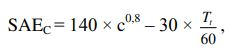 SAE_C = 140 × c^0,8 – 30 × T_r/60,